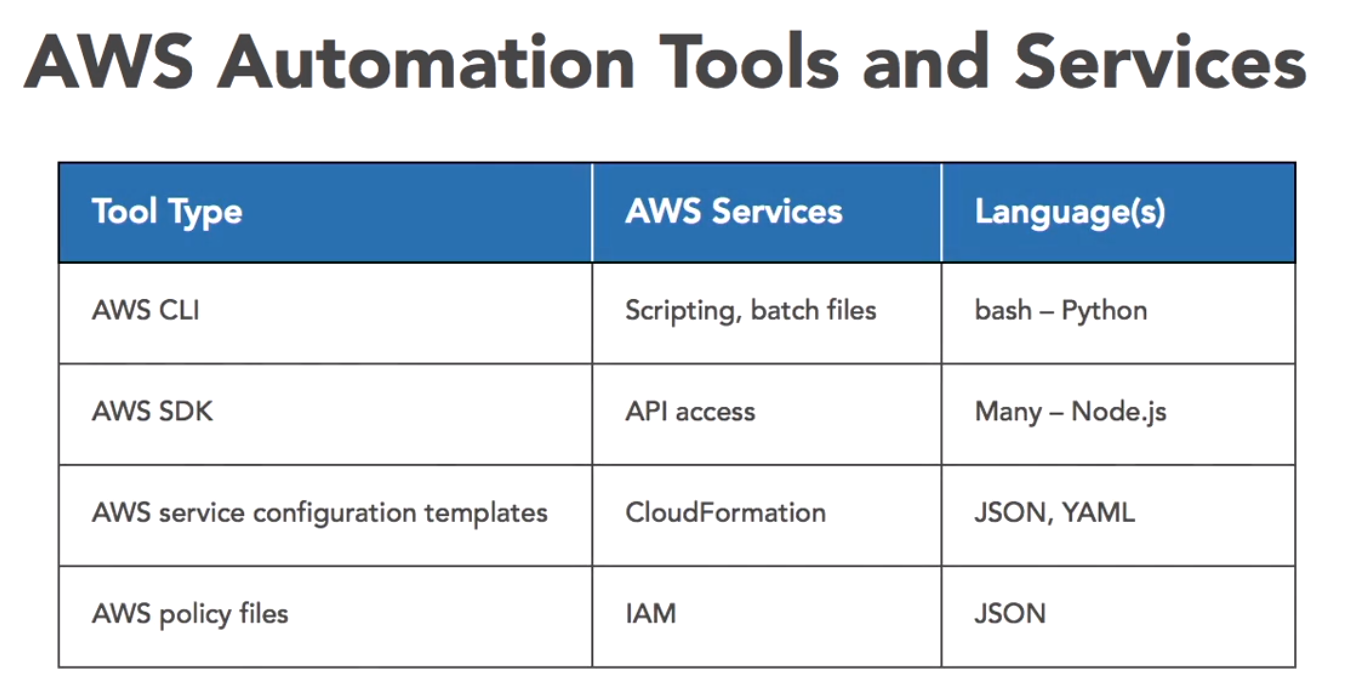 AWS Automation Tools and Services
Tool Type AWS Services Language(s)
AWS CLI Scripting, batch files bash – Python
AWS SDK API access Many – Node.js
AWS service configuration templates CloudFormation JSON, YAML
AWS policy files IAM JSON